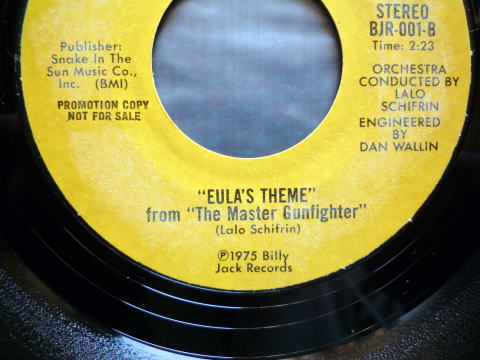 Publisher:
Snake In The
Sun Music Co.,
Inc. (BMI)
PROMOTION COPY
NOT FOR SALE
STEREO
BJR-001-B
Time: 2:23
ORCHESTRA
CONDUCTED BY
LALO
SCHIFRIN
ENGINEERED
BY
DAN WALLIN
"EULA'S THEME"
from "The Master Gunfighter"
(Lalo Schifrin)
℗1975 Billy
Jack Records